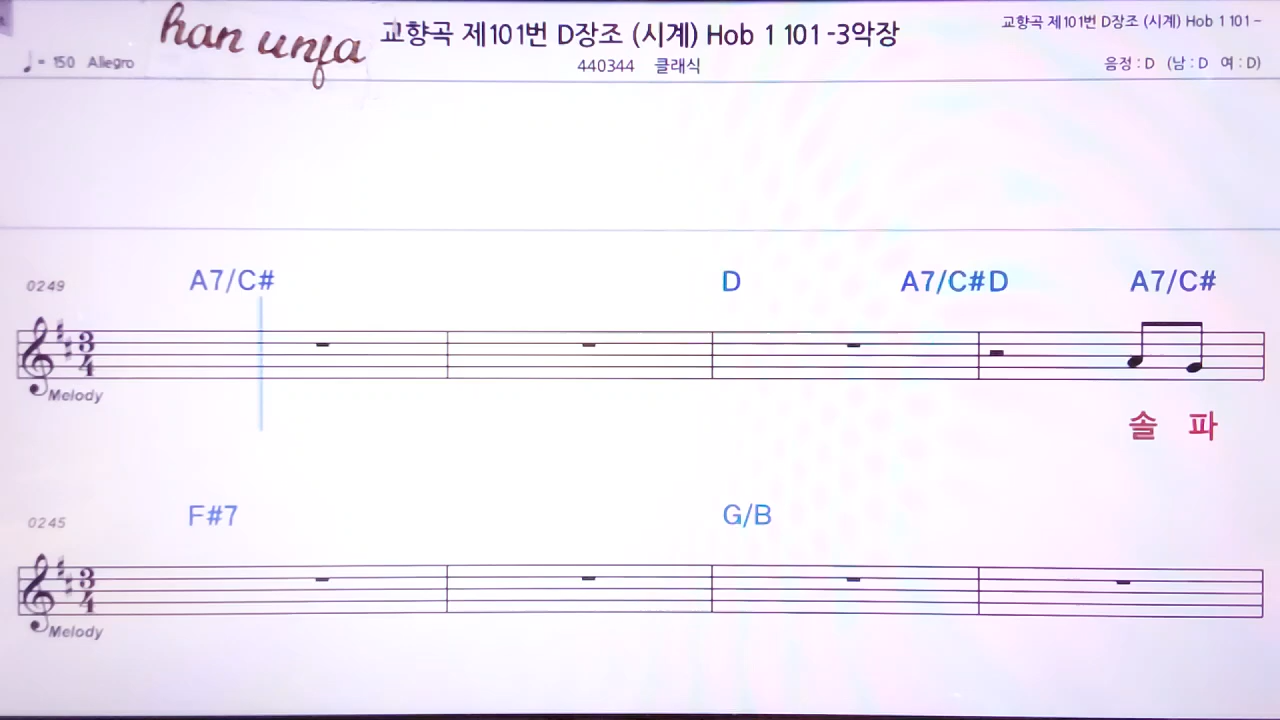 han unfa
교향곡 제101번 D장조 (시계) Hob 1 101 -3악장
교향곡 제101번 D장조 (시계) Hob 1 101 -
♩= 150 Allegro
440344 클래식
음정 : D (남 : D 여 : D)
0249 A7/C# D A7/C# D A7/C#
3
4
Melody
솔 파
0245 F#7 G/B
3
4
Melody